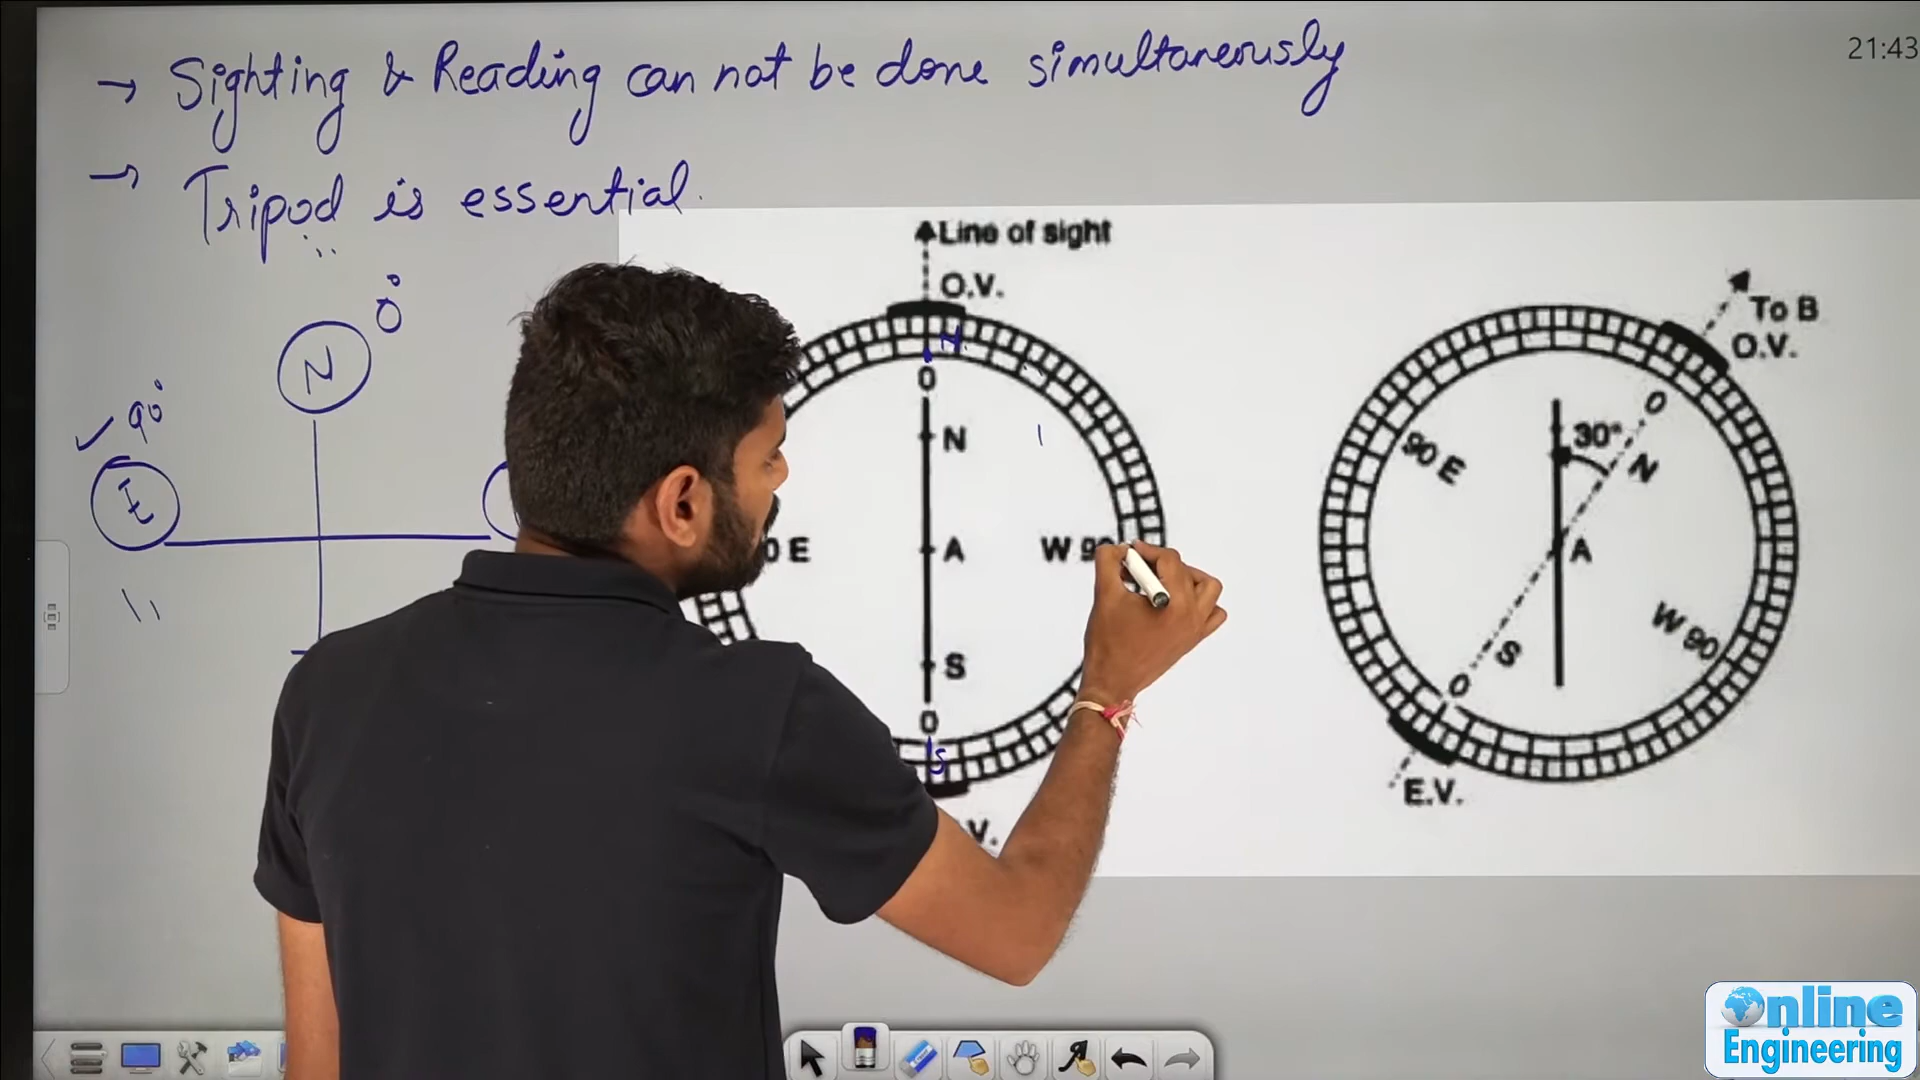 21:43
→ Sighting & Reading can not be done simultaneously
→ Tripod is essential.
0°
N
90°
E
Line of sight
O.V.
N
0
N
E
A
W 9
S
0
S
V.
To B
O.V.
0
30°
N
90 E
A
W 90
S
0
E.V.
Online
Engineering